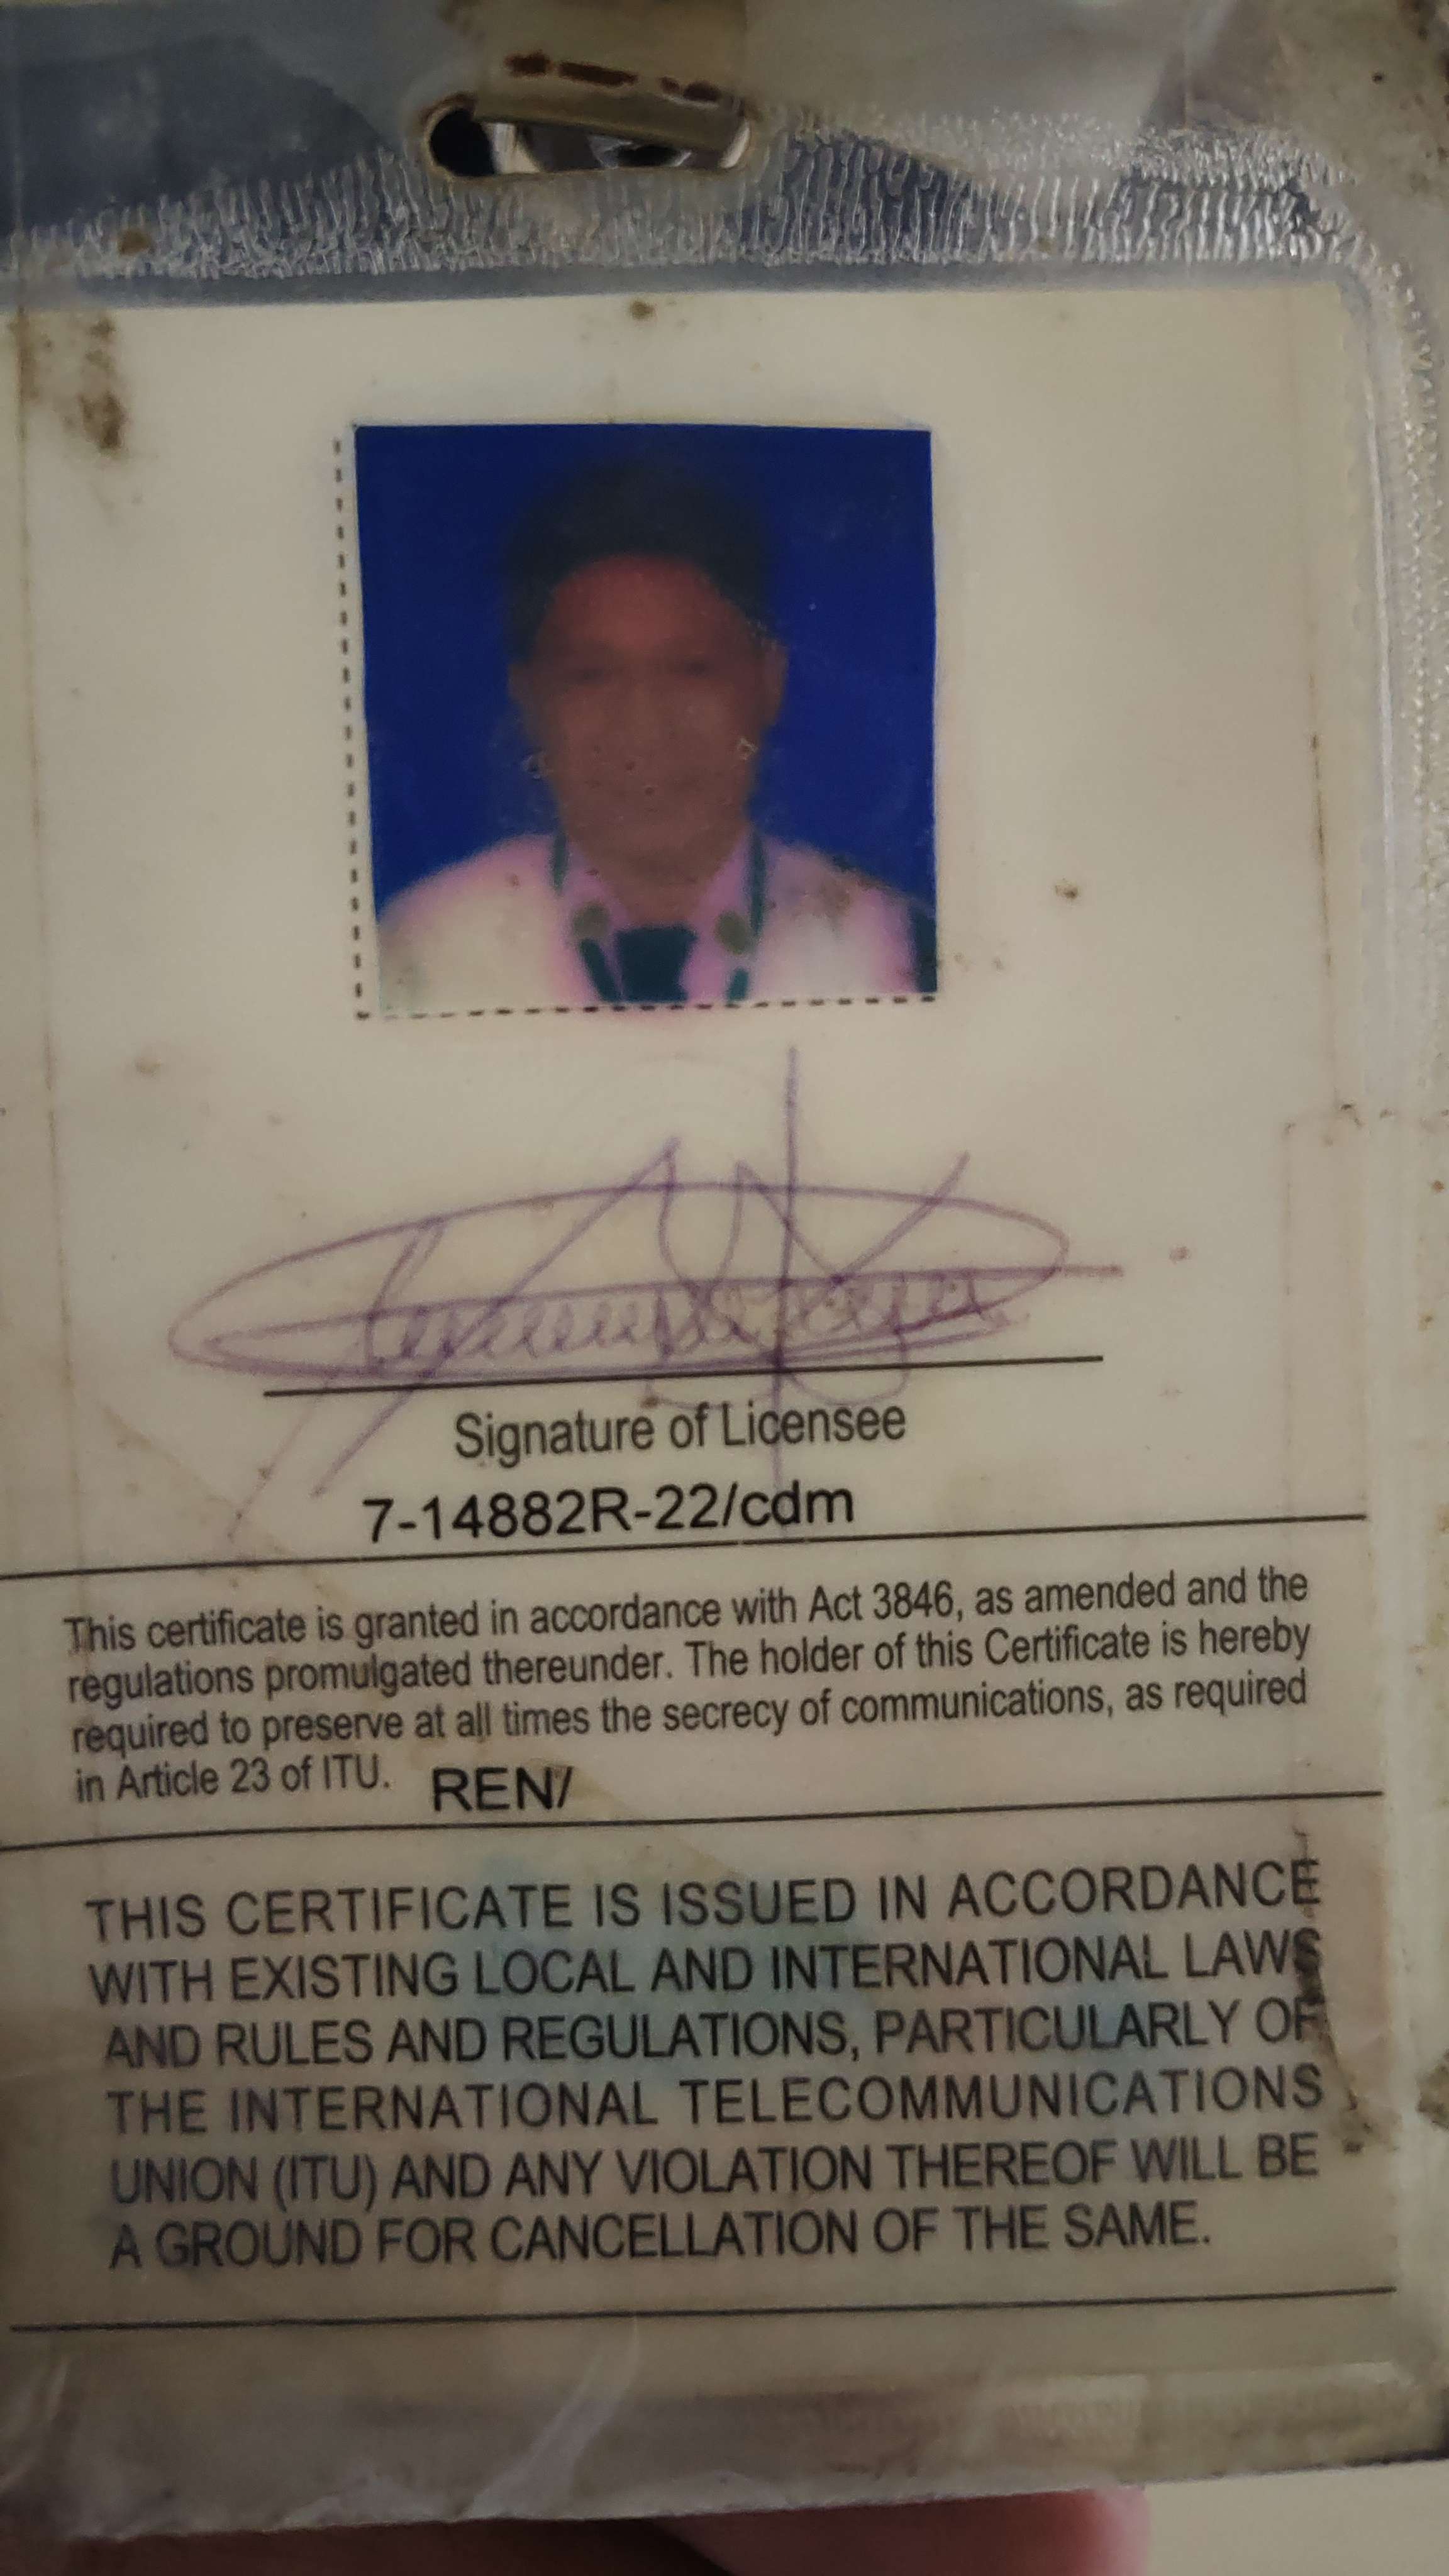 Signature of Licensee
7-14882R-22/cdm
This certificate is granted in accordance with Act 3846, as amended and the
regulations promulgated thereunder. The holder of this Certificate is hereby
required to preserve at all times the secrecy of communications, as required
in Article 23 of ITU. REN/
THIS CERTIFICATE IS ISSUED IN ACCORDANCE
WITH EXISTING LOCAL AND INTERNATIONAL LAWS
AND RULES AND REGULATIONS, PARTICULARLY OF
THE INTERNATIONAL TELECOMMUNICATIONS
UNION (ITU) AND ANY VIOLATION THEREOF WILL BE
A GROUND FOR CANCELLATION OF THE SAME.